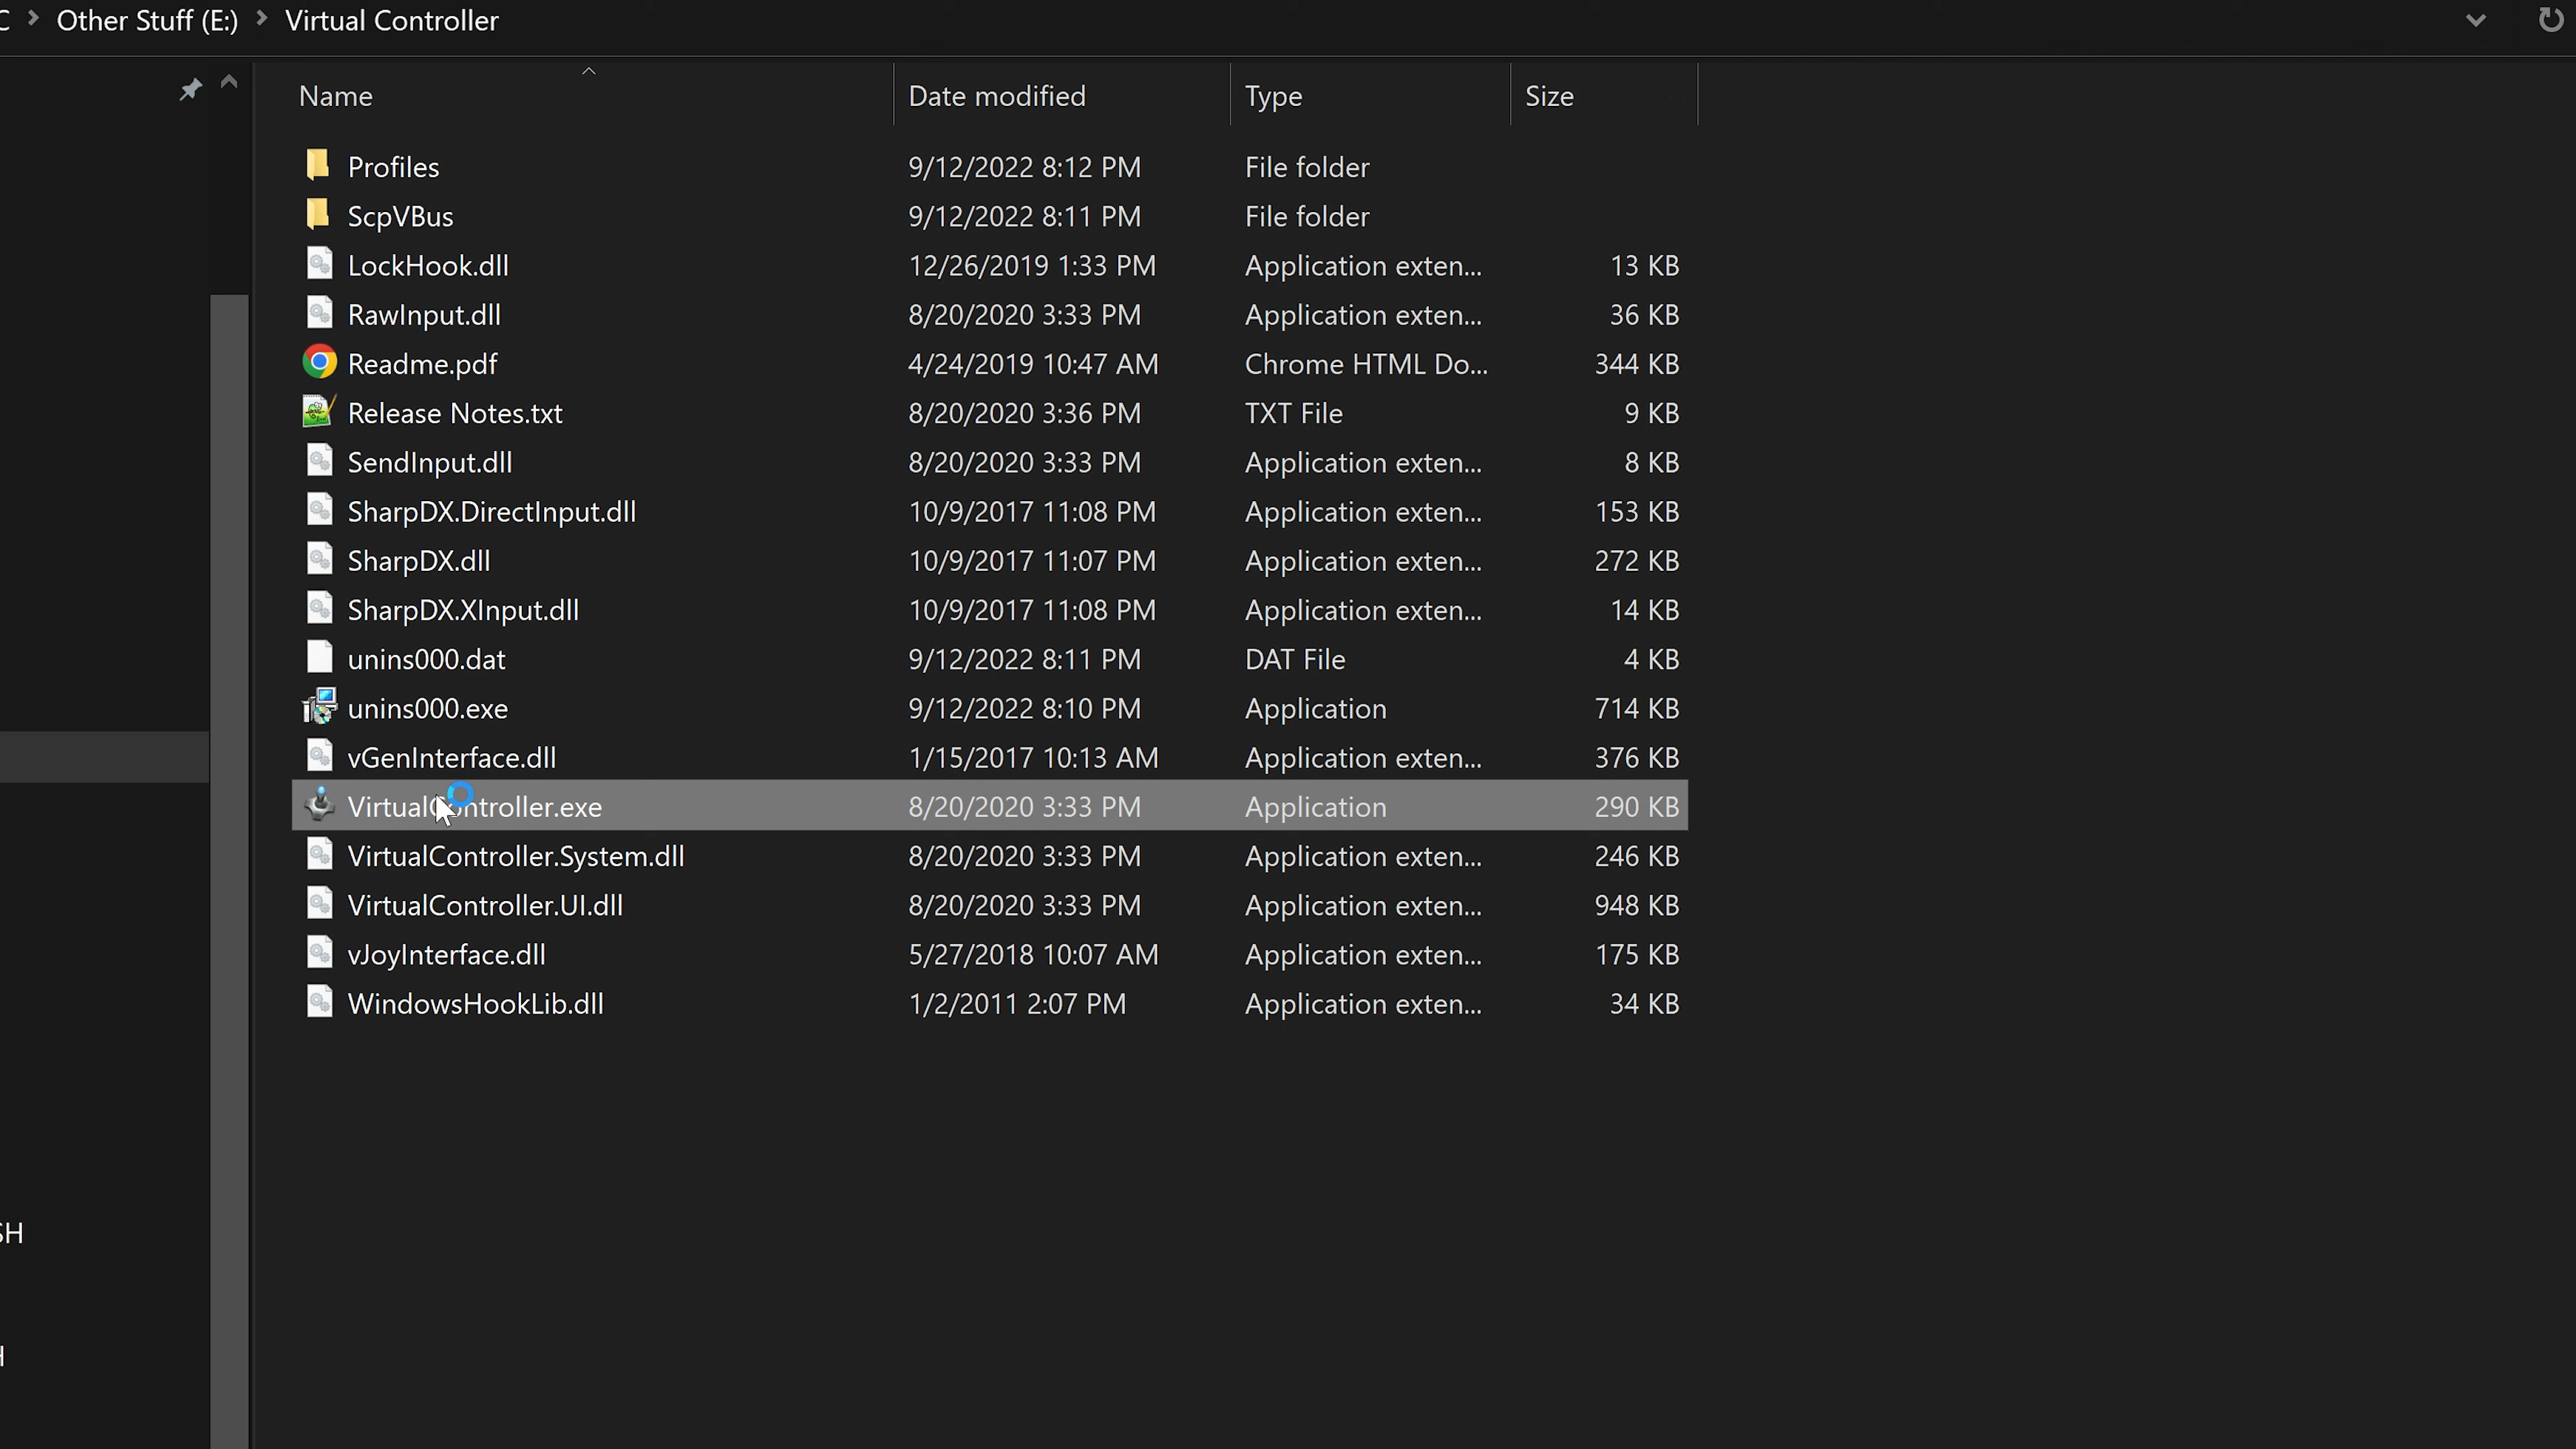 C > Other Stuff (E:) > Virtual Controller
Name Date modified Type Size
Profiles 9/12/2022 8:12 PM File folder
ScpVBus 9/12/2022 8:11 PM File folder
LockHook.dll 12/26/2019 1:33 PM Application exten... 13 KB
RawInput.dll 8/20/2020 3:33 PM Application exten... 36 KB
Readme.pdf 4/24/2019 10:47 AM Chrome HTML Do... 344 KB
Release Notes.txt 8/20/2020 3:36 PM TXT File 9 KB
SendInput.dll 8/20/2020 3:33 PM Application exten... 8 KB
SharpDX.DirectInput.dll 10/9/2017 11:08 PM Application exten... 153 KB
SharpDX.dll 10/9/2017 11:07 PM Application exten... 272 KB
SharpDX.XInput.dll 10/9/2017 11:08 PM Application exten... 14 KB
unins000.dat 9/12/2022 8:11 PM DAT File 4 KB
unins000.exe 9/12/2022 8:10 PM Application 714 KB
vGenInterface.dll 1/15/2017 10:13 AM Application exten... 376 KB
VirtualController.exe 8/20/2020 3:33 PM Application 290 KB
VirtualController.System.dll 8/20/2020 3:33 PM Application exten... 246 KB
VirtualController.UI.dll 8/20/2020 3:33 PM Application exten... 948 KB
vJoyInterface.dll 5/27/2018 10:07 AM Application exten... 175 KB
WindowsHookLib.dll 1/2/2011 2:07 PM Application exten... 34 KB
SH